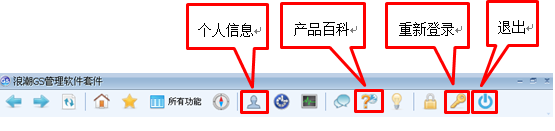 个人信息↵
产品百科↵
重新登录↵
退出↵
浪潮GS管理软件套件
所有功能